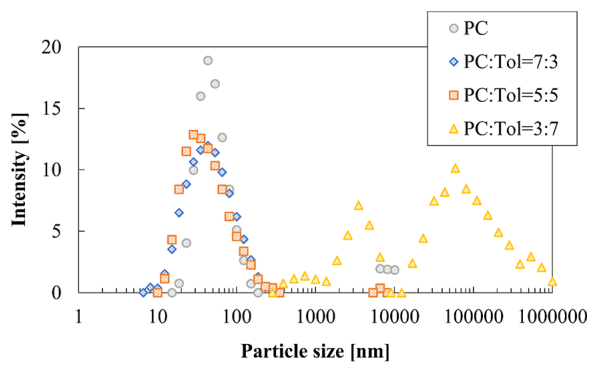 PC
PC:Tol=7:3
PC:Tol=5:5
PC:Tol=3:7
20
15
10
5
0
Intensity [%]
1 10 100 1000 10000 100000 1000000
Particle size [nm]